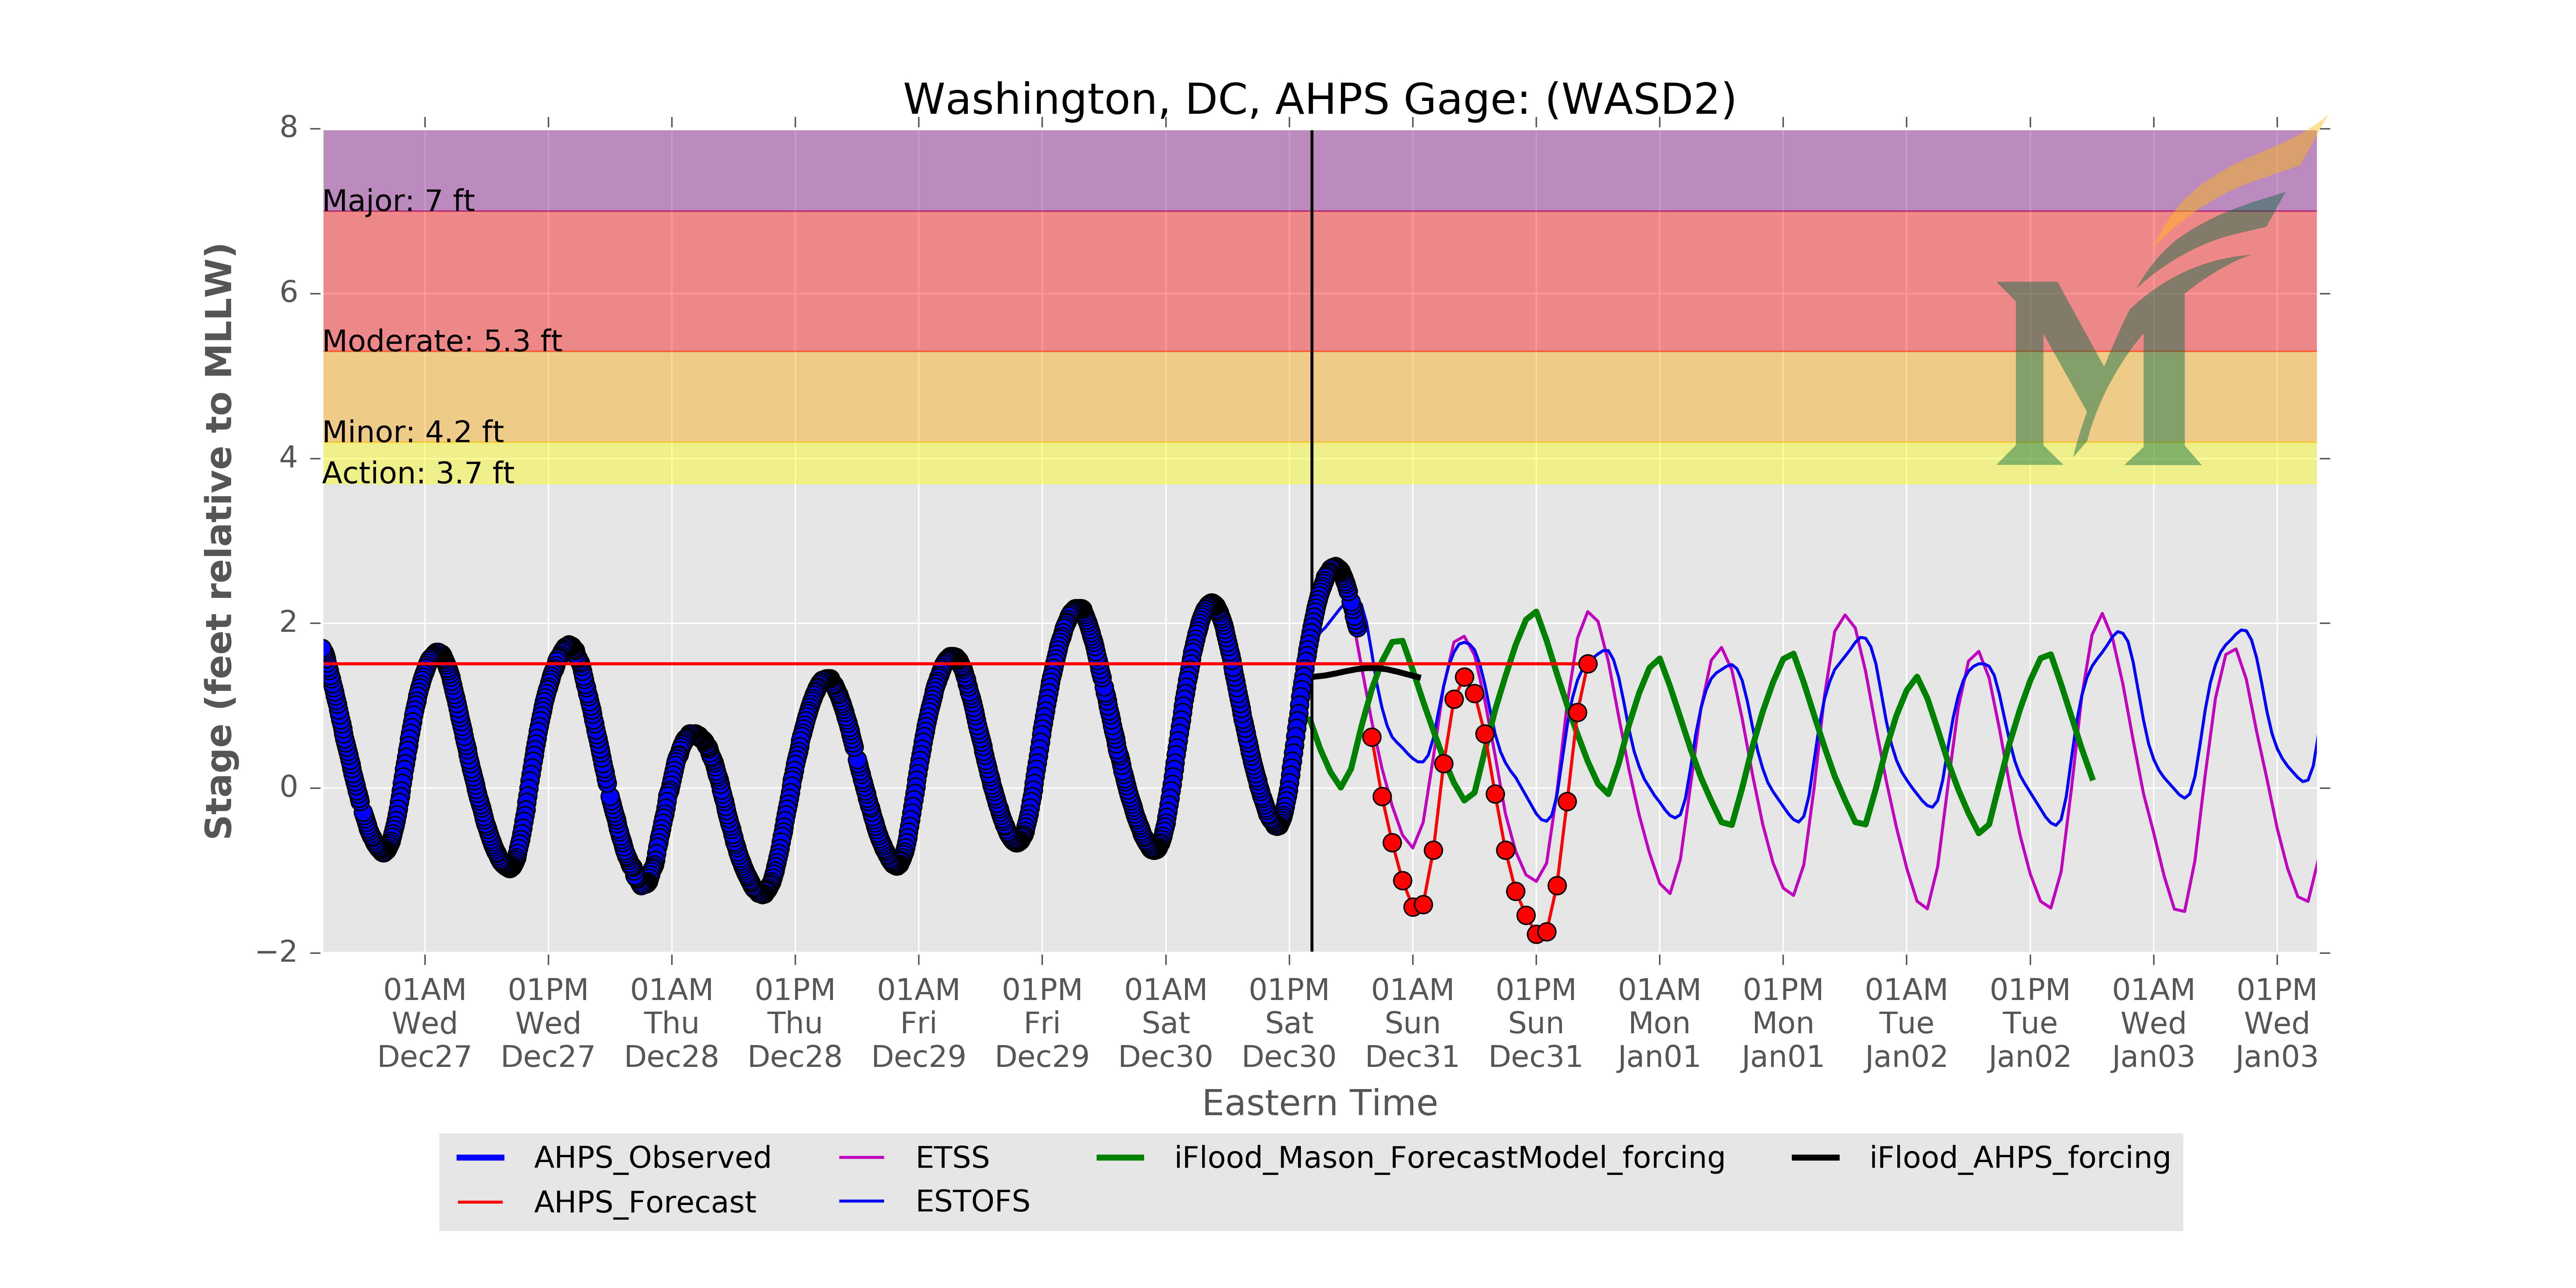 Washington, DC, AHPS Gage: (WASD2)
8
6
4
2
0
−2
Stage (feet relative to MLLW)
Major: 7 ft
Moderate: 5.3 ft
Minor: 4.2 ft
Action: 3.7 ft
M
01AM 01PM 01AM 01PM 01AM 01PM 01AM 01PM 01AM 01PM 01AM 01PM 01AM 01PM 01AM 01PM
Wed Wed Thu Thu Fri Fri Sat Sat Sun Sun Mon Mon Tue Tue Wed Wed
Dec27 Dec27 Dec28 Dec28 Dec29 Dec29 Dec30 Dec30 Dec31 Dec31 Jan01 Jan01 Jan02 Jan02 Jan03 Jan03
Eastern Time
AHPS_Observed ETSS iFlood_Mason_ForecastModel_forcing iFlood_AHPS_forcing
AHPS_Forecast ESTOFS